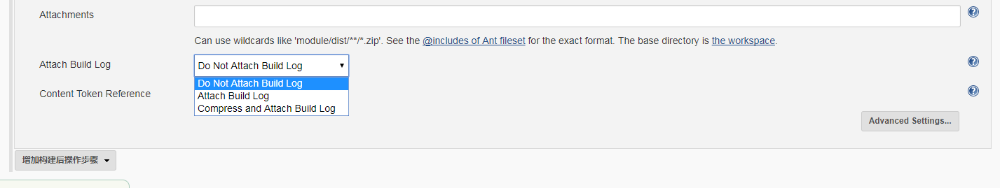 Attachments
Can use wildcards like 'module/dist/**/*.zip'. See the @includes of Ant fileset for the exact format. The base directory is the workspace.
Attach Build Log
Do Not Attach Build Log
Do Not Attach Build Log
Content Token Reference
Attach Build Log
Compress and Attach Build Log
Advanced Settings...
增加构建后操作步骤